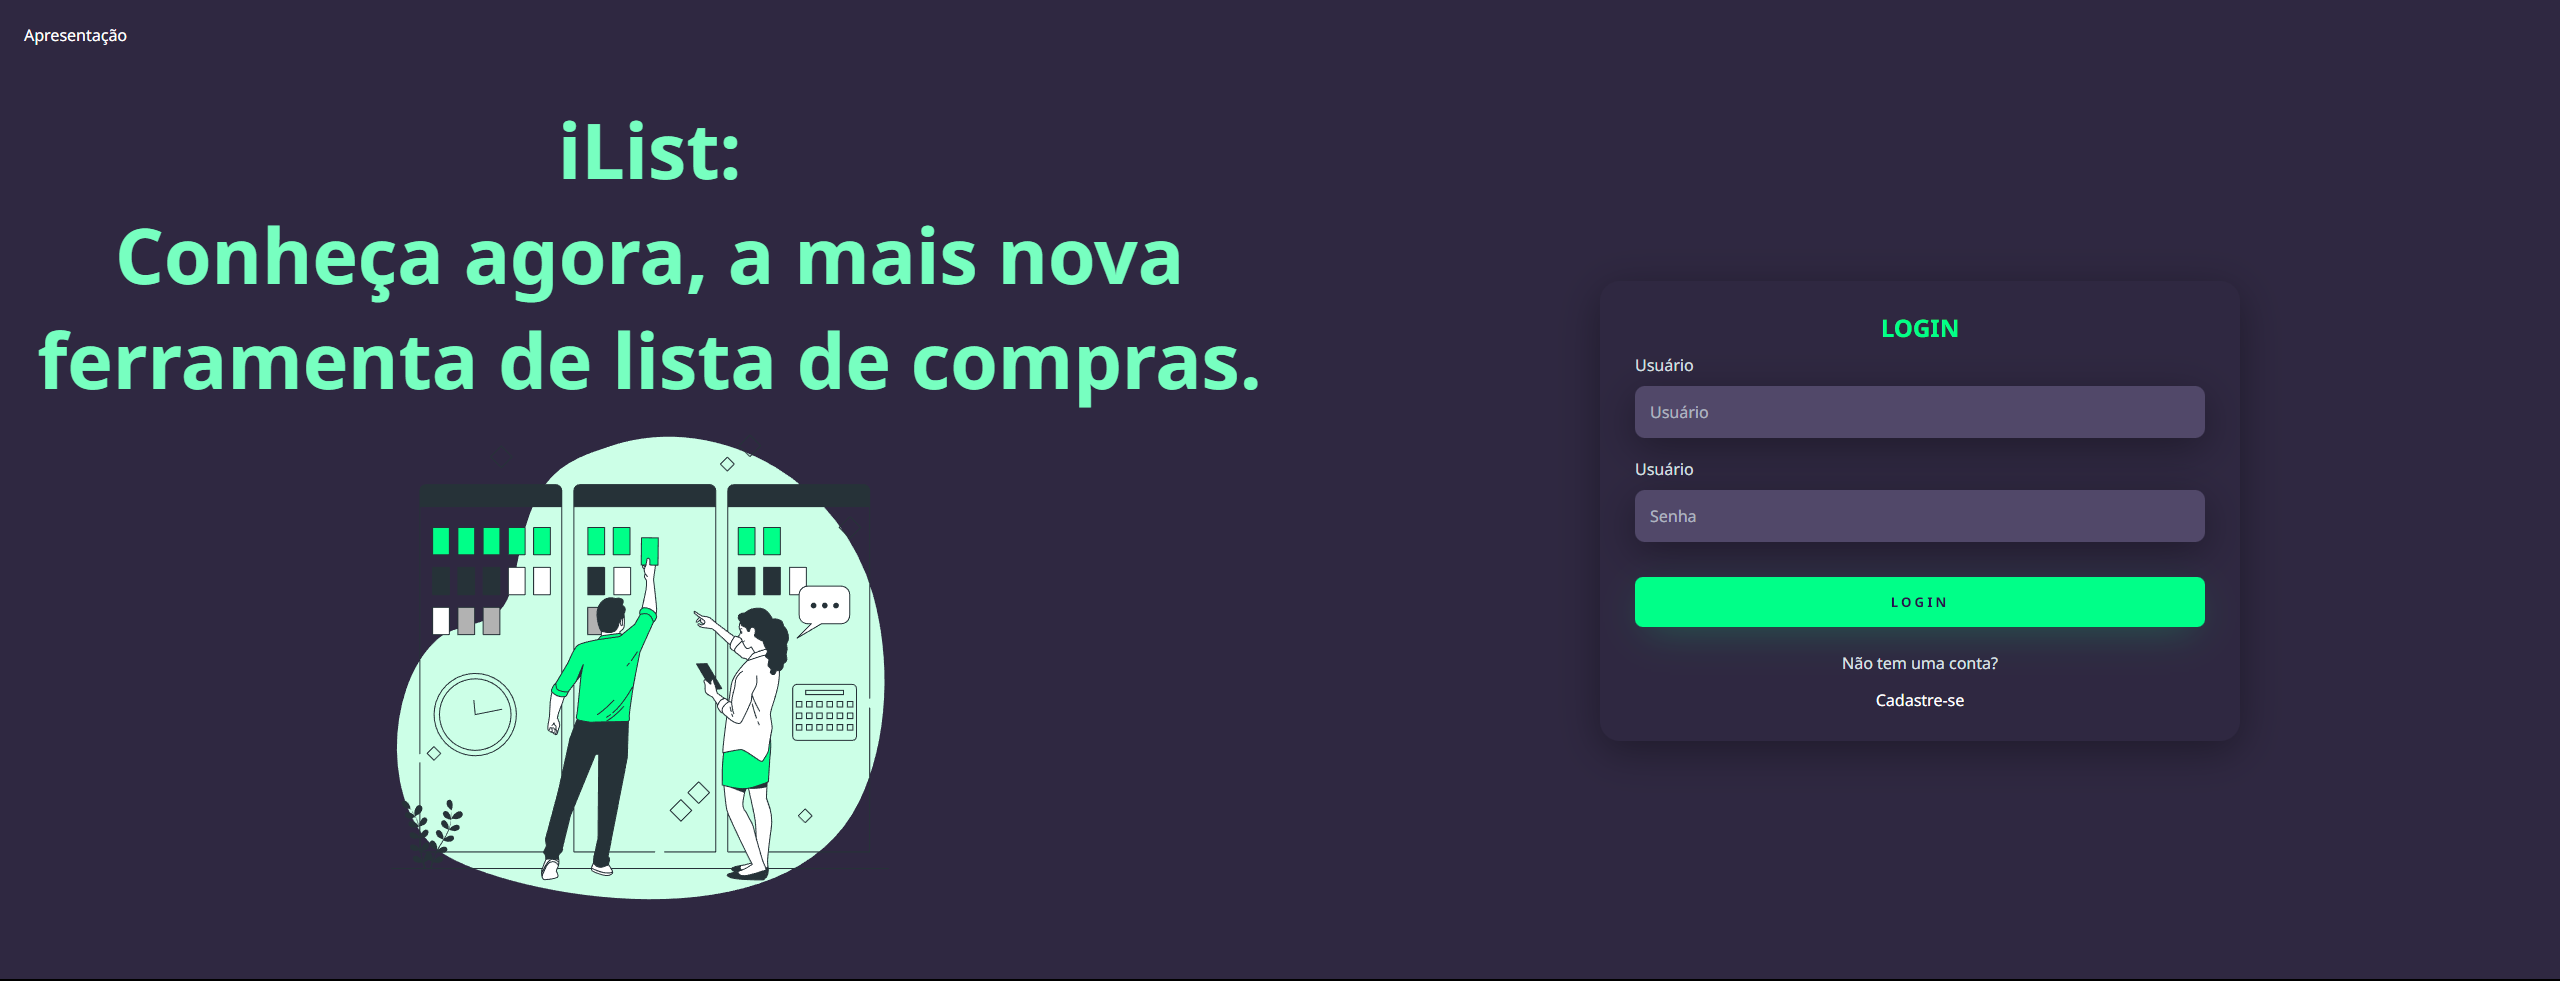 Apresentação
iList:
Conheça agora, a mais nova
ferramenta de lista de compras.
LOGIN
Usuário
Usuário
Usuário
Senha
LOGIN
Não tem uma conta?
Cadastre-se